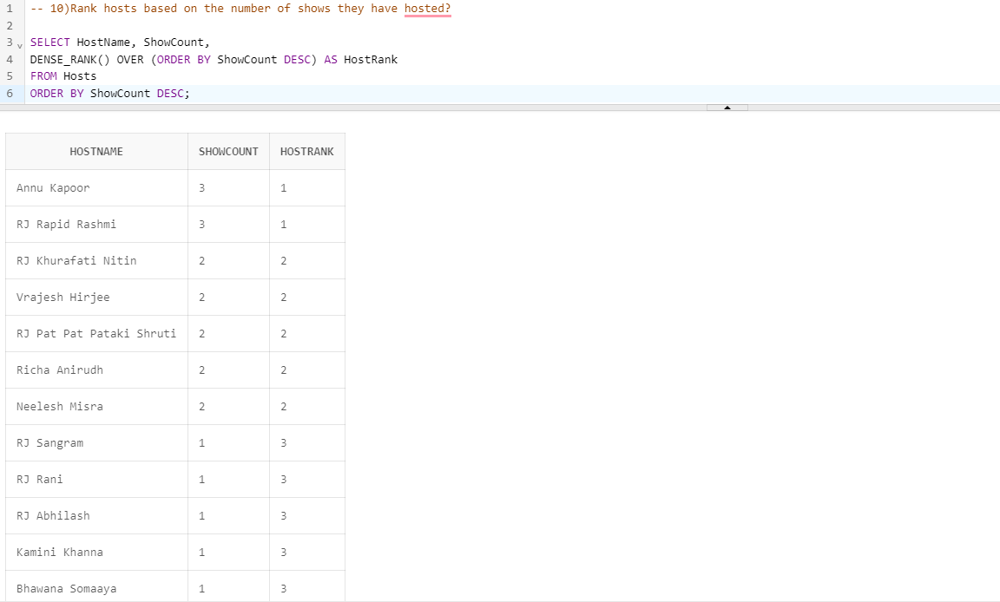 1 -- 10)Rank hosts based on the number of shows they have hosted?
2
3 SELECT HostName, ShowCount,
4 DENSE_RANK() OVER (ORDER BY ShowCount DESC) AS HostRank
5 FROM Hosts
6 ORDER BY ShowCount DESC;
HOSTNAME SHOWCOUNT HOSTRANK
Annu Kapoor 3 1
RJ Rapid Rashmi 3 1
RJ Khurafati Nitin 2 2
Vrajesh Hirjee 2 2
RJ Pat Pat Pataki Shruti 2 2
Richa Anirudh 2 2
Neelesh Misra 2 2
RJ Sangram 1 3
RJ Rani 1 3
RJ Abhilash 1 3
Kamini Khanna 1 3
Bhawana Somaaya 1 3